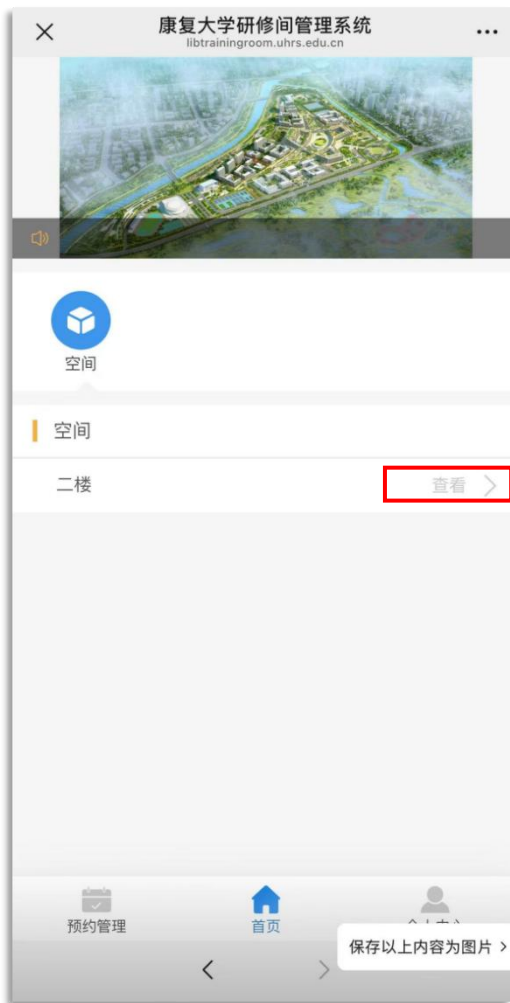 康复大学研修间管理系统
libtrainingroom.uhrs.edu.cn
空间
空间
二楼 查看
预约管理 首页
保存以上内容为图片